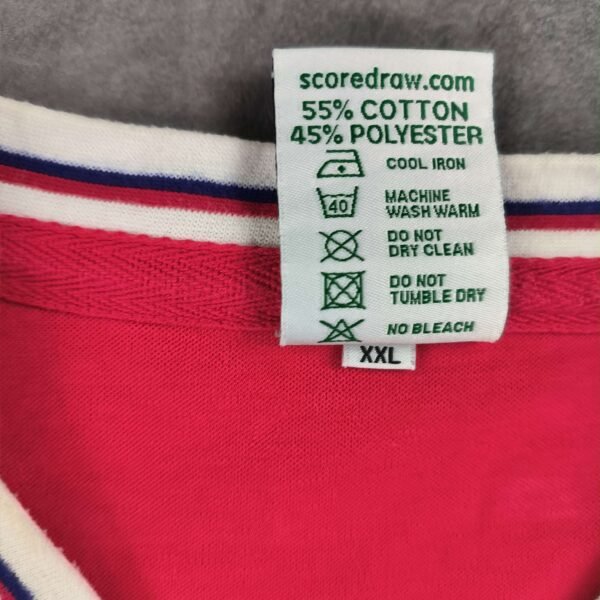 scoredraw.com
55% COTTON
45% POLYESTER
COOL IRON
40
MACHINE
WASH WARM
DO NOT
DRY CLEAN
DO NOT
TUMBLE DRY
NO BLEACH
XXL